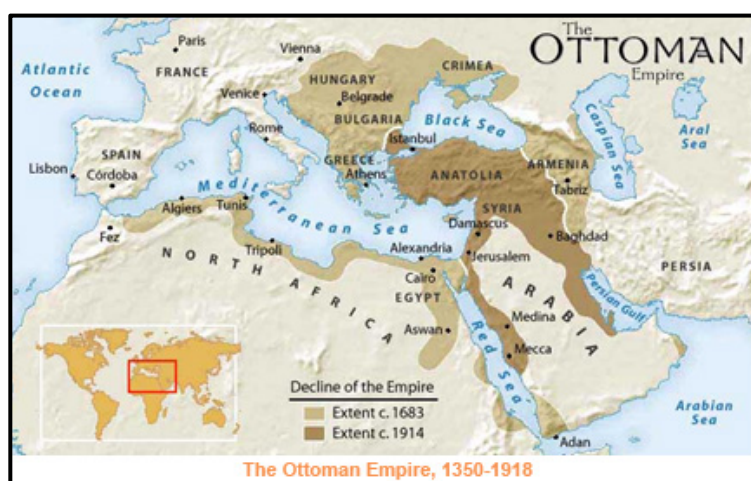 The
OTTOMAN
Empire
Paris
Vienna
Atlantic
Ocean
FRANCE
HUNGARY
CRIMEA
Venice
Belgrade
BULGARIA
Black Sea
Caspian Sea
Aral
Sea
Rome
Istanbul
SPAIN
Lisbon
Córdoba
GREECE
Athens
ANATOLIA
ARMENIA
Tabriz
Mediterranean Sea
Algiers
Tunis
SYRIA
Damascus
Baghdad
Fez
Tripoli
Alexandria
Jerusalem
PERSIA
NORTH AFRICA
Cairo
EGYPT
ARABIA
Persian Gulf
Aswan
Medina
Red Sea
Mecca
Decline of the Empire
Extent c. 1683
Extent c. 1914
Arabian
Sea
Adan
The Ottoman Empire, 1350-1918